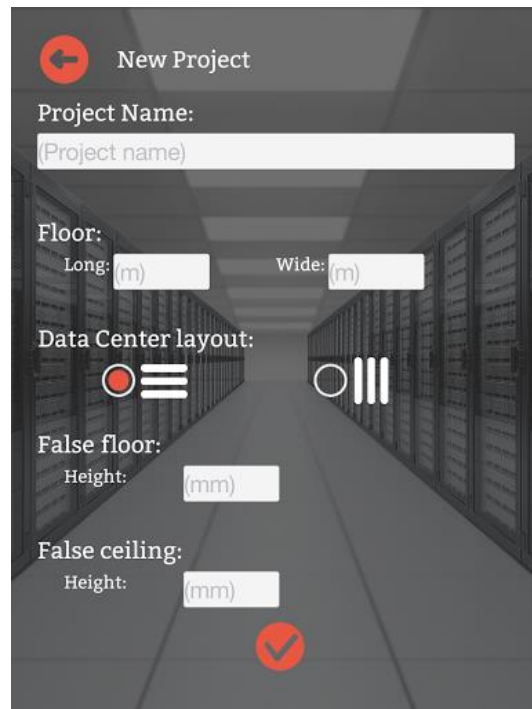 New Project
Project Name:
(Project name)
Floor:
Long: (m) Wide: (m)
Data Center layout:
False floor:
Height: (mm)
False ceiling:
Height: (mm)